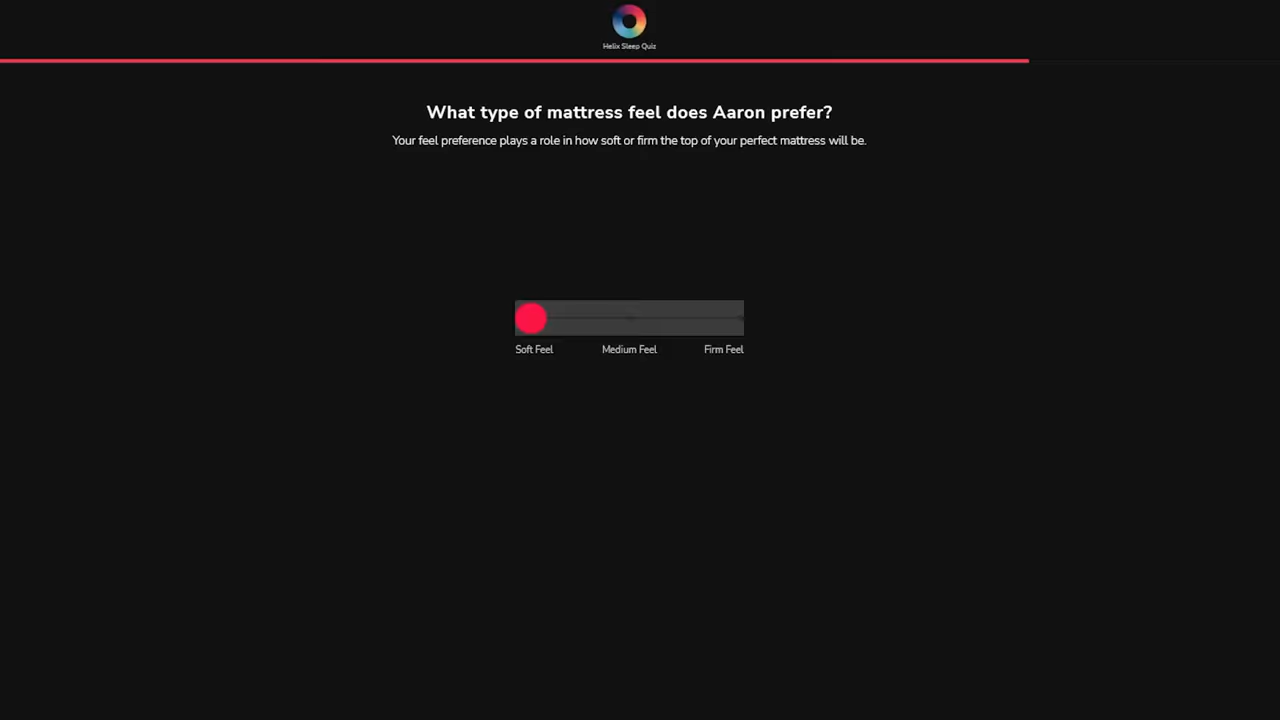 Helix Sleep Quiz
What type of mattress feel does Aaron prefer?
Your feel preference plays a role in how soft or firm the top of your perfect mattress will be.
Soft Feel Medium Feel Firm Feel